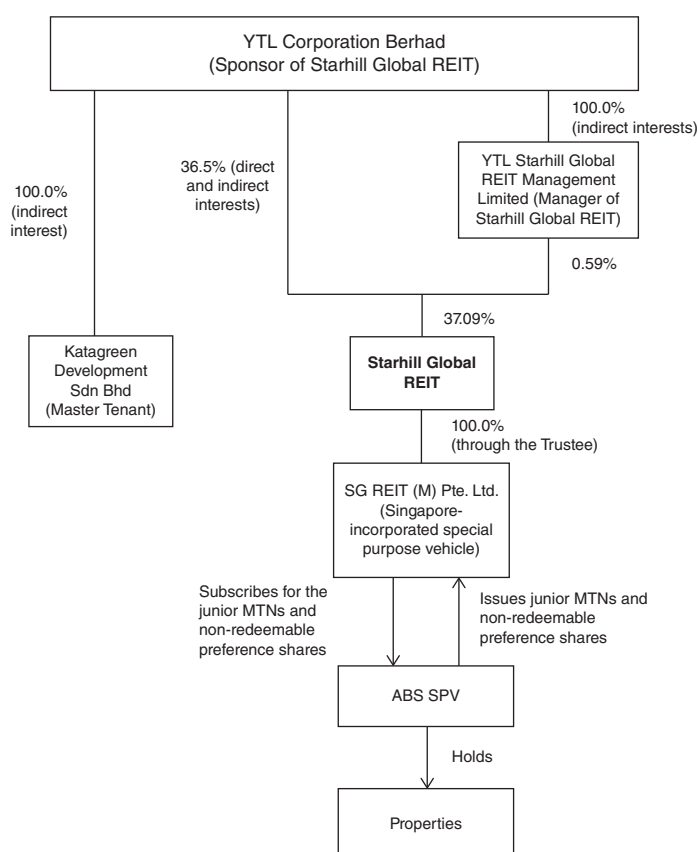 YTL Corporation Berhad
(Sponsor of Starhill Global REIT)
100.0%
(indirect
interest)
36.5% (direct
and indirect
interests)
100.0%
(indirect interests)
YTL Starhill Global
REIT Management
Limited (Manager of
Starhill Global REIT)
0.59%
37.09%
Katagreen
Development
Sdn Bhd
(Master Tenant)
Starhill Global
REIT
100.0%
(through the Trustee)
SG REIT (M) Pte. Ltd.
(Singapore-
incorporated special
purpose vehicle)
Subscribes for the
junior MTNs and
non-redeemable
preference shares
Issues junior MTNs and
non-redeemable
preference shares
ABS SPV
Holds
Properties